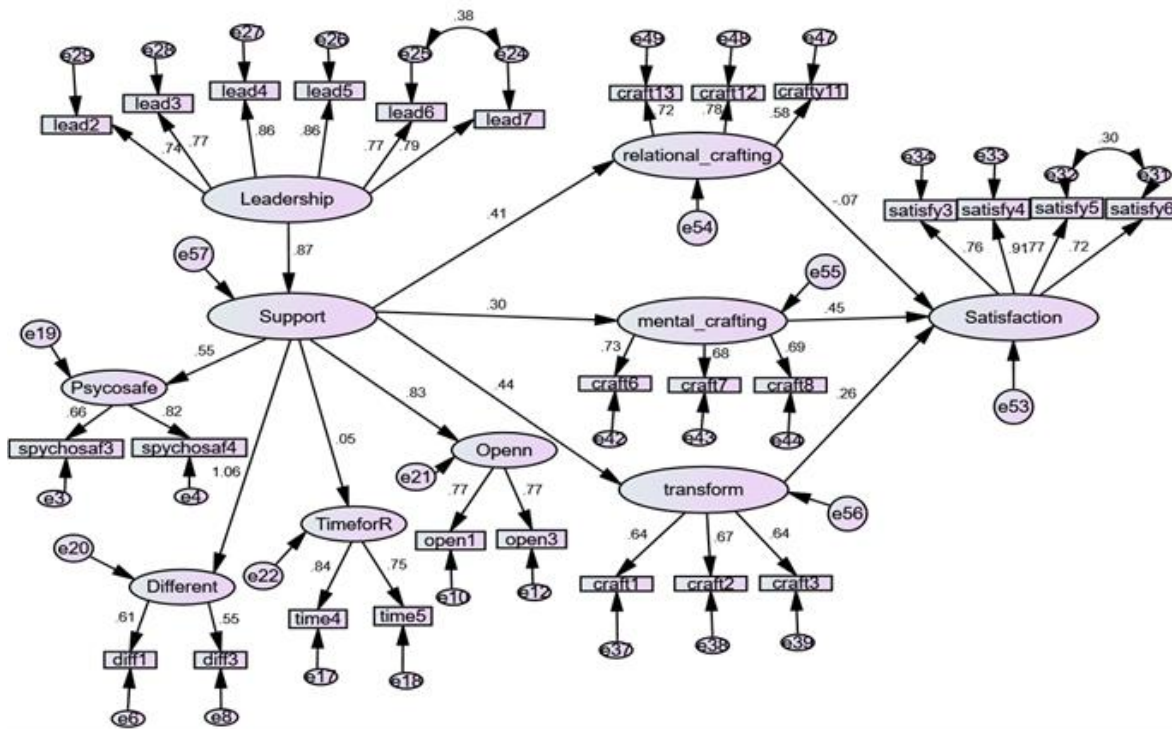 .38
e27
e26
e29
e28
e25
e24
lead4
lead5
lead3
lead6
lead2
lead7
.74
.77
.86
.86
.77
.79
Leadership
.87
e49
e48
e47
craft13
craft12
crafty11
.72
.78
.58
relational_crafting
e54
.41
-.07
.30
e34
e33
e32
e31
satisfy3
satisfy4
satisfy5
satisfy6
.76
.91
.77
.72
Satisfaction
e53
e57
Support
.30
e55
mental_crafting
.45
.73
.68
.69
craft6
craft7
craft8
e42
e43
e44
e19
.55
Psycosafe
.66
.82
spychosaf3
spychosaf4
e3
e4
1.06
.05
.83
.44
.26
e21
Openn
.77
.77
open1
open3
e10
e12
transform
e56
.64
.67
.64
craft1
craft2
craft3
e37
e38
e39
TimeforR
e22
.84
.75
time4
time5
e17
e18
e20
Different
.61
.55
diff1
diff3
e6
e8